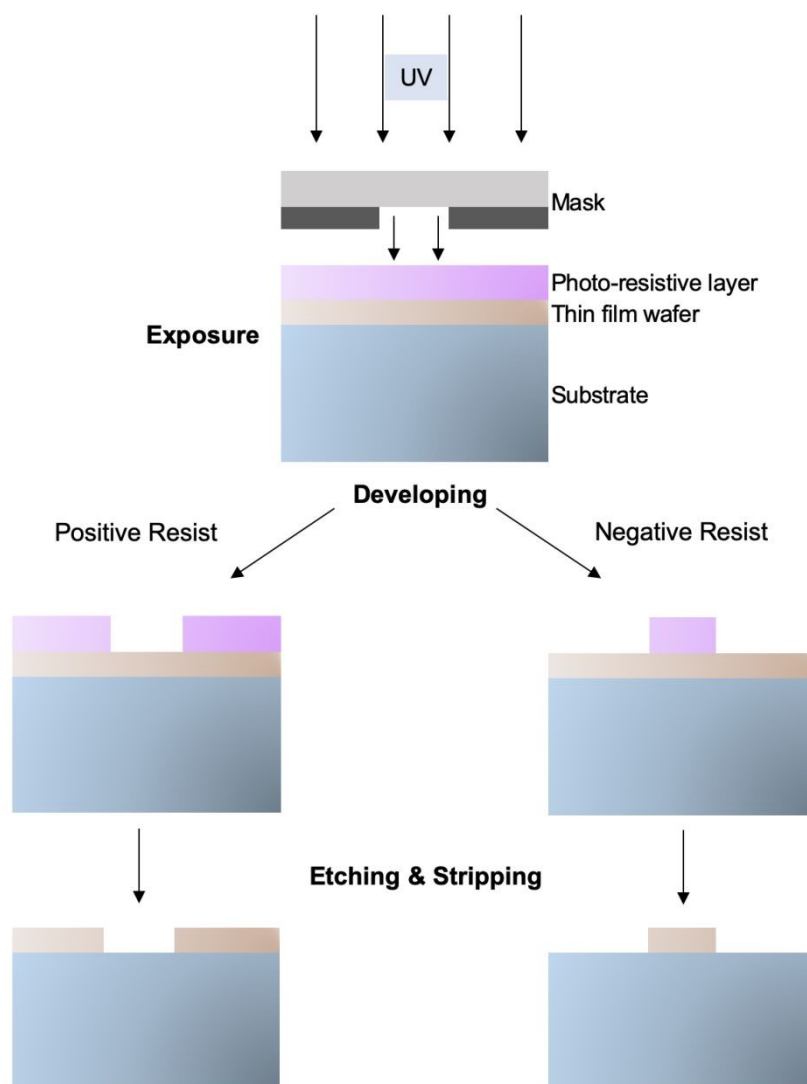 UV
Mask
Photo-resistive layer
Thin film wafer
Exposure
Substrate
Developing
Positive Resist
Negative Resist
Etching & Stripping